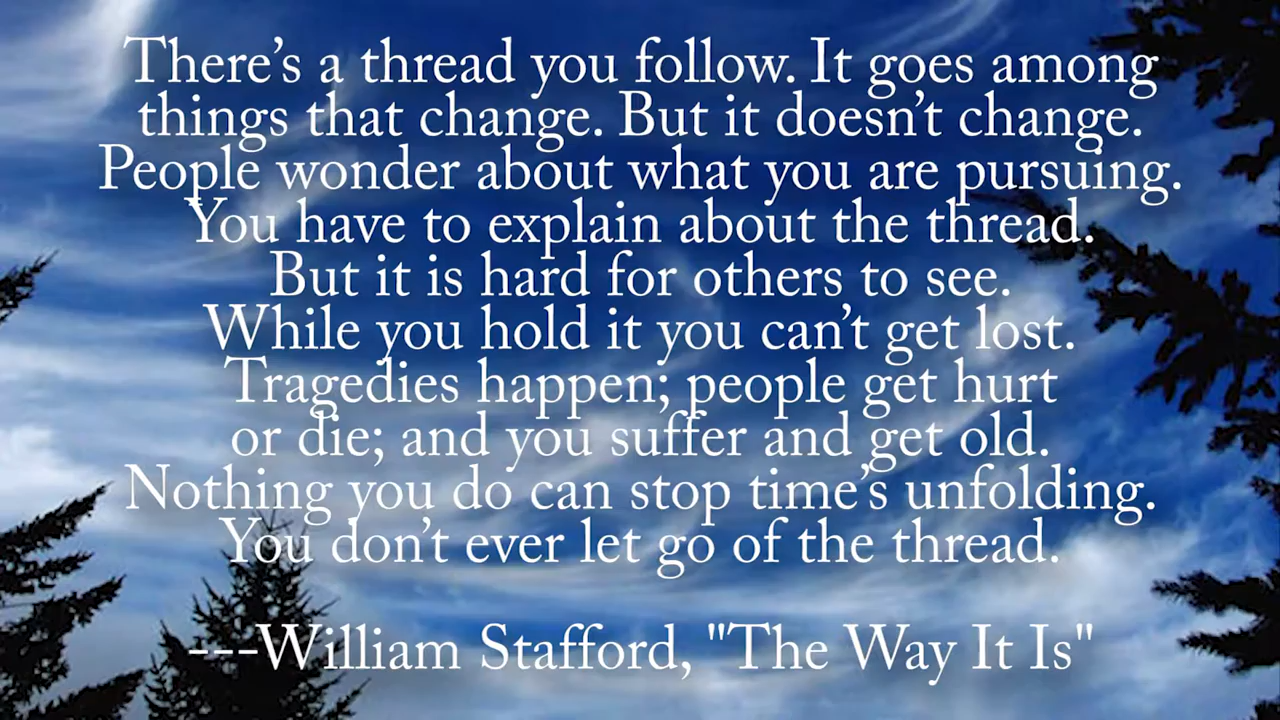 There’s a thread you follow. It goes among
things that change. But it doesn’t change.
People wonder about what you are pursuing.
You have to explain about the thread.
But it is hard for others to see.
While you hold it you can’t get lost.
Tragedies happen; people get hurt
or die; and you suffer and get old.
Nothing you do can stop time’s unfolding.
You don’t ever let go of the thread.
---William Stafford, "The Way It Is"